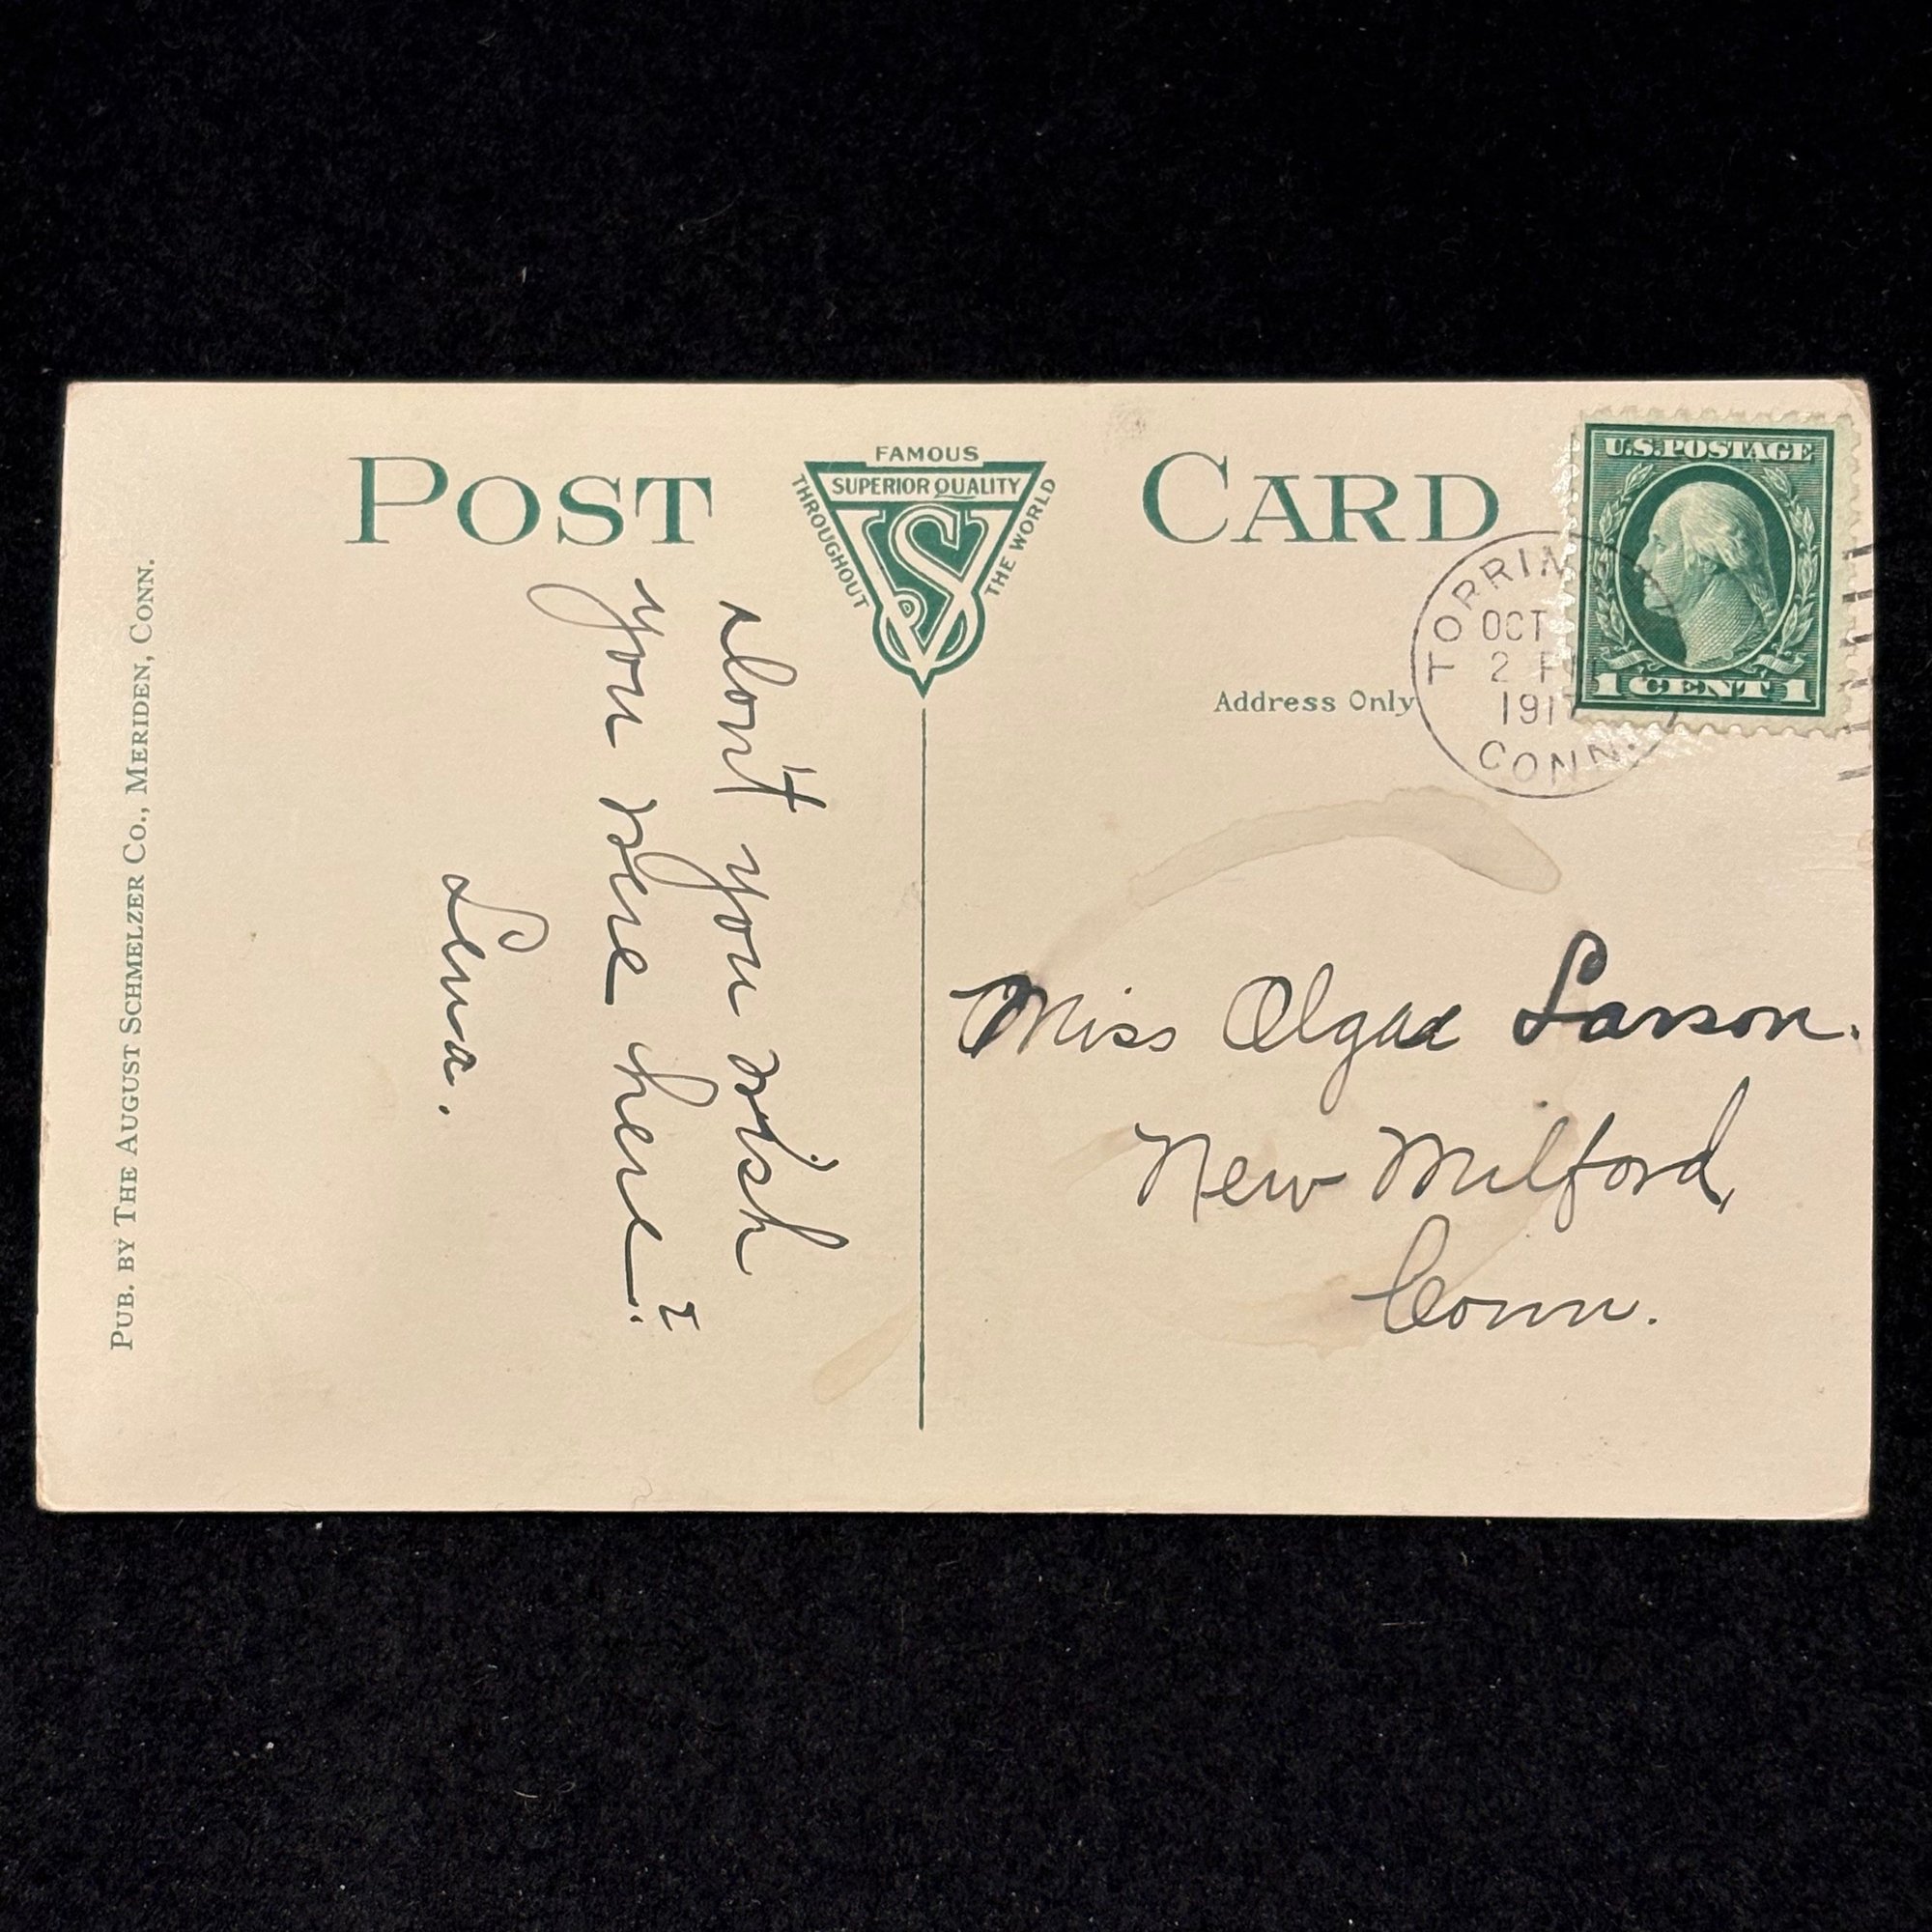 POST CARD
FAMOUS
SUPERIOR QUALITY
THROUGHOUT
THE WORLD
S
U.S.POSTAGE
1 CENT 1
OCT
2 P
191
CONN.
Address Only
PUB. BY THE AUGUST SCHMELZER CO., MERIDEN, CONN.
don't you wish
you were here?
Lena.
Miss Olga Larson.
New Milford,
Conn.